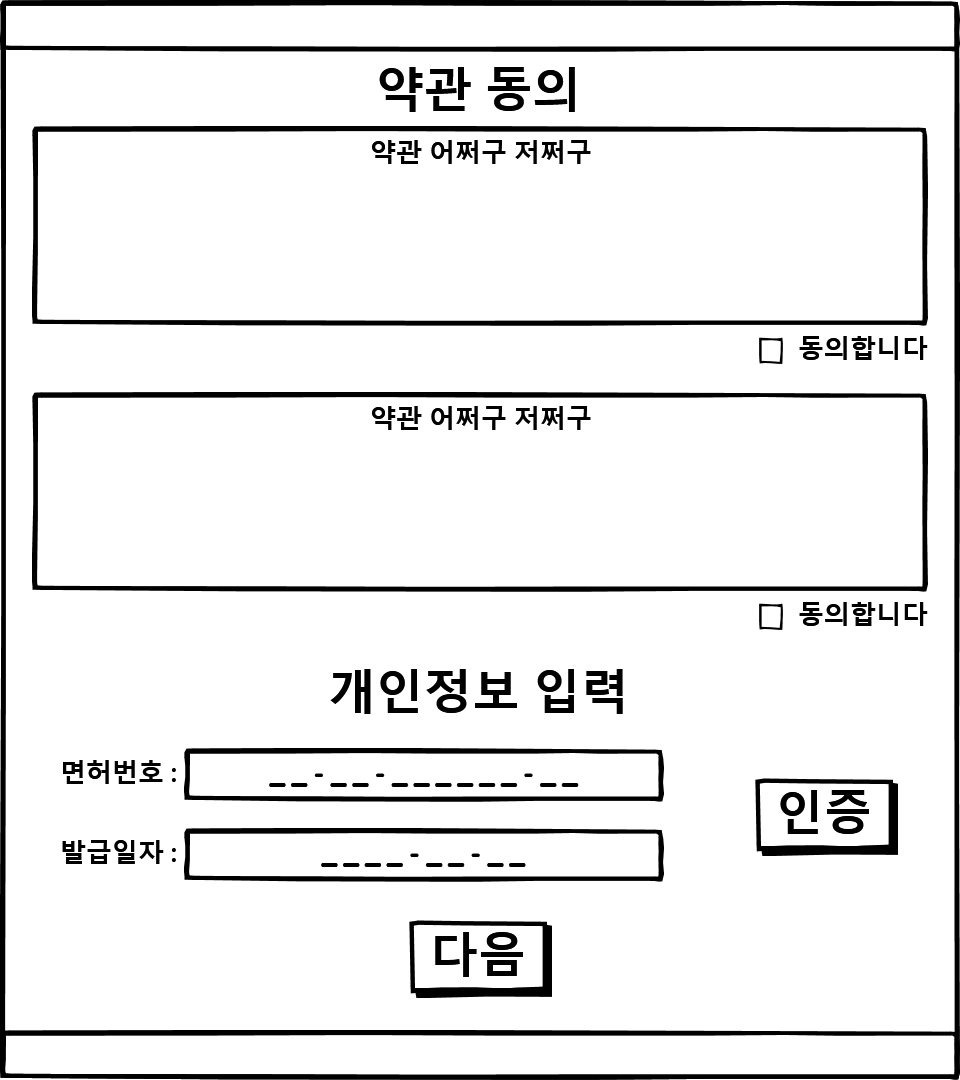 약관 동의
약관 어쩌구 저쩌구
동의합니다
약관 어쩌구 저쩌구
동의합니다
개인정보 입력
면허번호 : __-__-______-__
인증
발급일자 : ____-__-__
다음